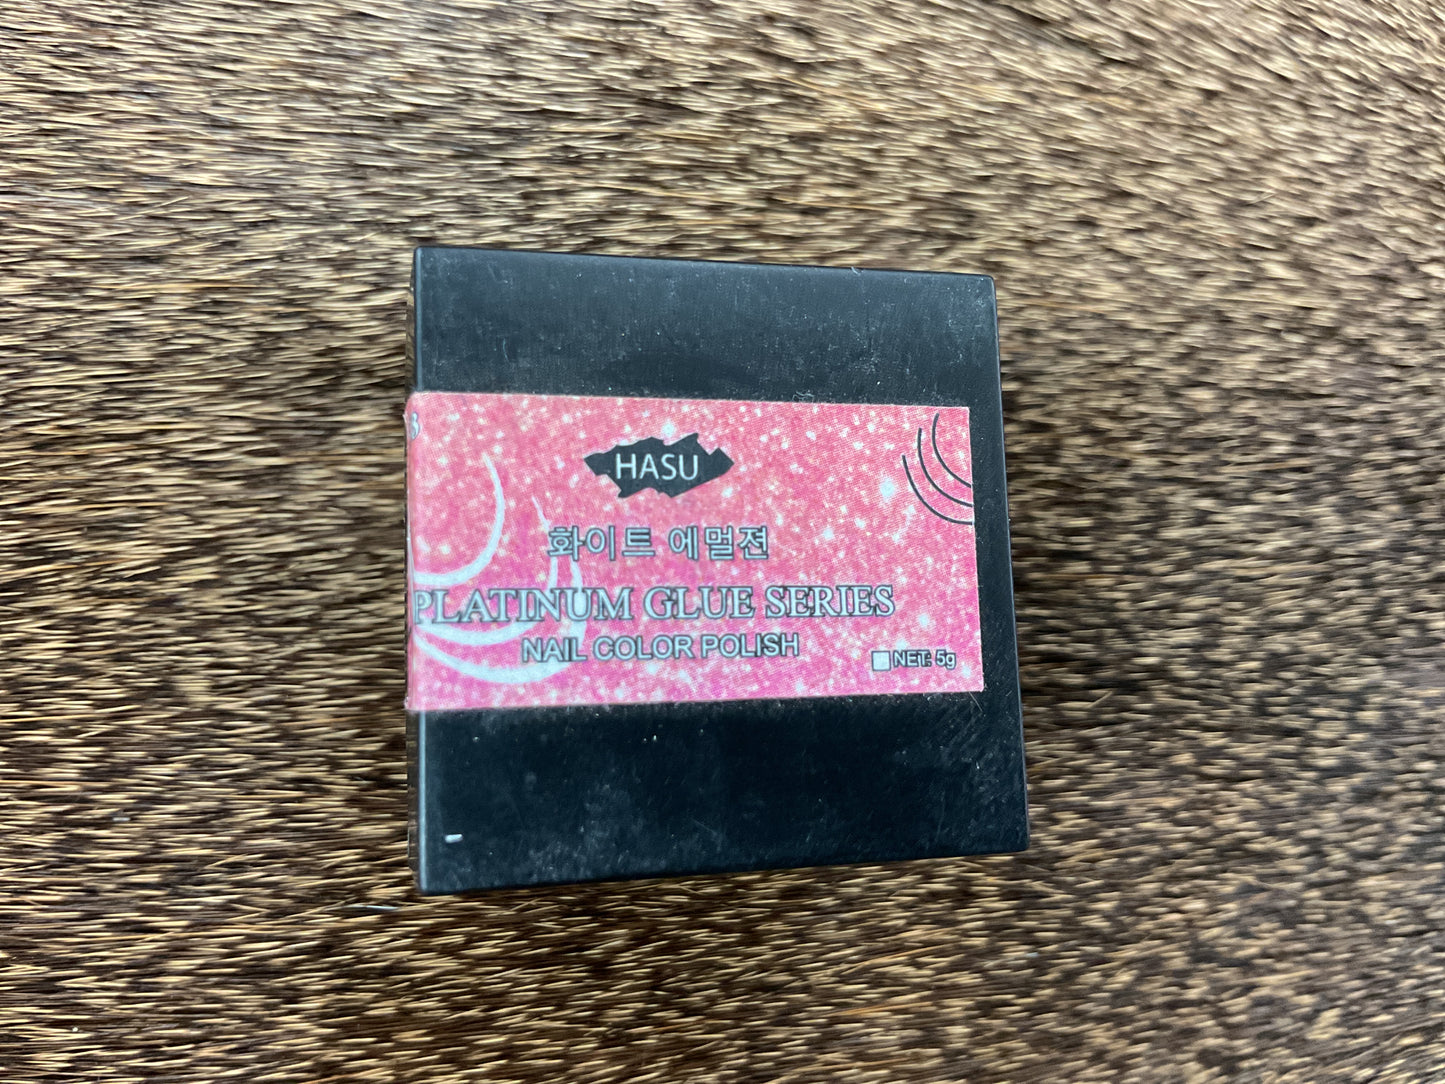 HASU
화이트 에멀젼
PLATINUM GLUE SERIES
NAIL COLOR POLISH
NET: 5g